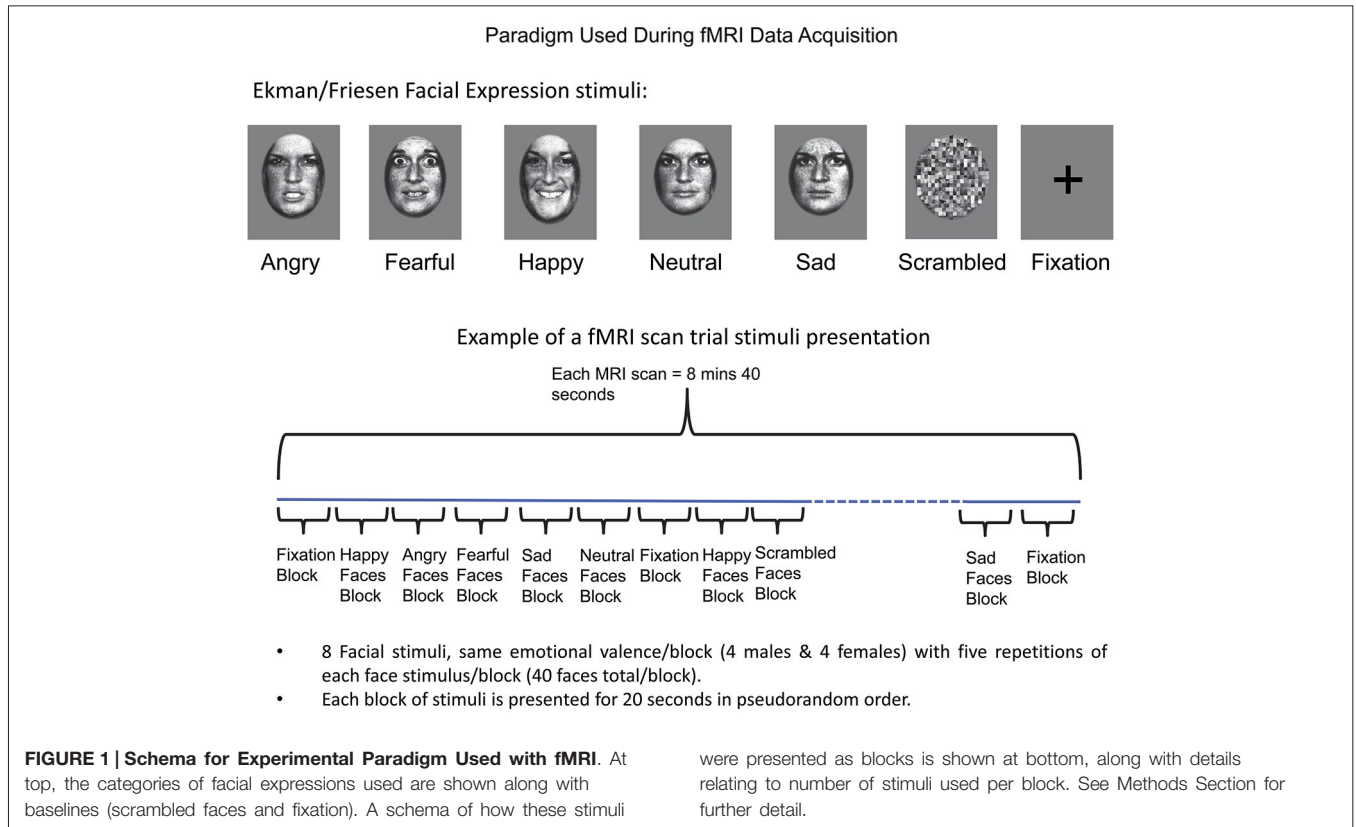 Paradigm Used During fMRI Data Acquisition
Ekman/Friesen Facial Expression stimuli:
Angry Fearful Happy Neutral Sad Scrambled Fixation
Example of a fMRI scan trial stimuli presentation
Each MRI scan = 8 mins 40
seconds
Fixation
Block
Happy
Faces
Block
Angry
Faces
Block
Fearful
Faces
Block
Sad
Faces
Block
Neutral
Faces
Block
Fixation
Block
Happy
Faces
Block
Scrambled
Faces
Block
Sad
Faces
Block
Fixation
Block
• 8 Facial stimuli, same emotional valence/block (4 males & 4 females) with five repetitions of
each face stimulus/block (40 faces total/block).
• Each block of stimuli is presented for 20 seconds in pseudorandom order.
FIGURE 1 | Schema for Experimental Paradigm Used with fMRI. At
top, the categories of facial expressions used are shown along with
baselines (scrambled faces and fixation). A schema of how these stimuli
were presented as blocks is shown at bottom, along with details
relating to number of stimuli used per block. See Methods Section for
further detail.